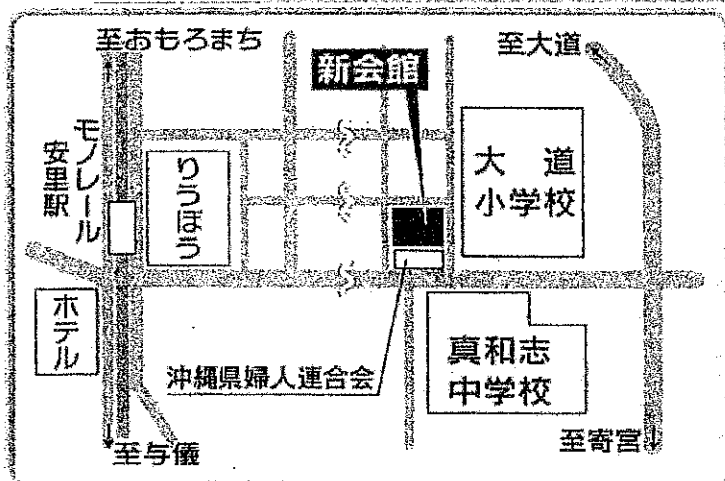 至おもろまち
新会館
至大道
モノレール
安里駅
りうぼう
大道
小学校
ホテル
沖縄県婦人連合会
真和志
中学校
至与儀
至寄宮